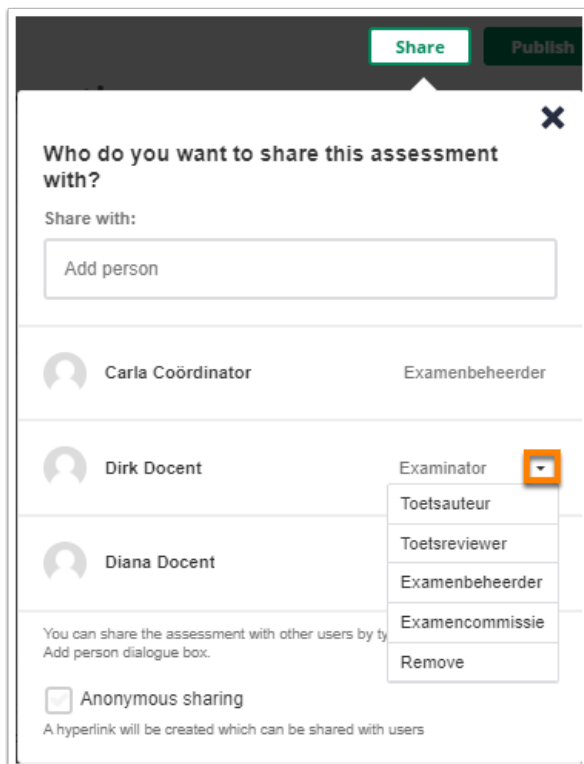 Share
Publish
Who do you want to share this assessment
with?
Share with:
Add person
Carla Coördinator
Examenbeheerder
Dirk Docent
Examinator
Toetsauteur
Toetsreviewer
Diana Docent
Examenbeheerder
Examencommissie
Remove
You can share the assessment with other users by ty
Add person dialogue box.
Anonymous sharing
A hyperlink will be created which can be shared with users